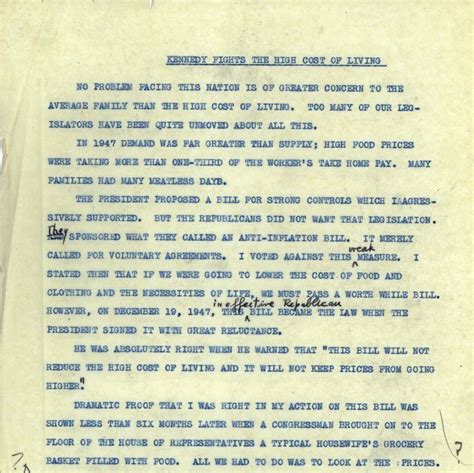 KENNEDY FIGHTS THE HIGH COST OF LIVING
NO PROBLEM FACING THIS NATION IS OF GREATER CONCERN TO THE
AVERAGE FAMILY THAN THE HIGH COST OF LIVING. TOO MANY OF OUR LEG-
ISLATORS HAVE BEEN QUITE UNMOVED ABOUT ALL THIS.
IN 1947 DEMAND WAS FAR GREATER THAN SUPPLY; HIGH FOOD PRICES
WERE TAKING MORE THAN ONE-THIRD OF THE WORKER'S TAKE HOME PAY. MANY
FAMILIES HAD MANY MEATLESS DAYS.
THE PRESIDENT PROPOSED A BILL FOR STRONG CONTROLS WHICH I AGRES-
SIVELY SUPPORTED. BUT THE REPUBLICANS DID NOT WANT THAT LEGISLATION.
They SPONSORED WHAT THEY CALLED AN ANTI-INFLATION BILL. IT MERELY
CALLED FOR VOLUNTARY AGREEMENTS. I VOTED AGAINST THIS weak MEASURE. I
STATED THEN THAT IF WE WERE GOING TO LOWER THE COST OF FOOD AND
CLOTHING AND THE NECESSITIES OF LIFE, WE MUST PASS A WORTH WHILE BILL.
HOWEVER, ON DECEMBER 19, 1947, THIS ineffective Republican BILL BECAME THE LAW WHEN THE
PRESIDENT SIGNED IT WITH GREAT RELUCTANCE.
HE WAS ABSOLUTELY RIGHT WHEN HE WARNED THAT "THIS BILL WILL NOT
REDUCE THE HIGH COST OF LIVING AND IT WILL NOT KEEP PRICES FROM GOING
HIGHER."
DRAMATIC PROOF THAT I WAS RIGHT IN MY ACTION ON THIS BILL WAS
SHOWN LESS THAN SIX MONTHS LATER WHEN A CONGRESSMAN BROUGHT ON TO THE
FLOOR OF THE HOUSE OF REPRESENTATIVES A TYPICAL HOUSEWIFE'S GROCERY
BASKET FILLED WITH FOOD. ALL WE HAD TO DO WAS TO LOOK AT THE PRICES.